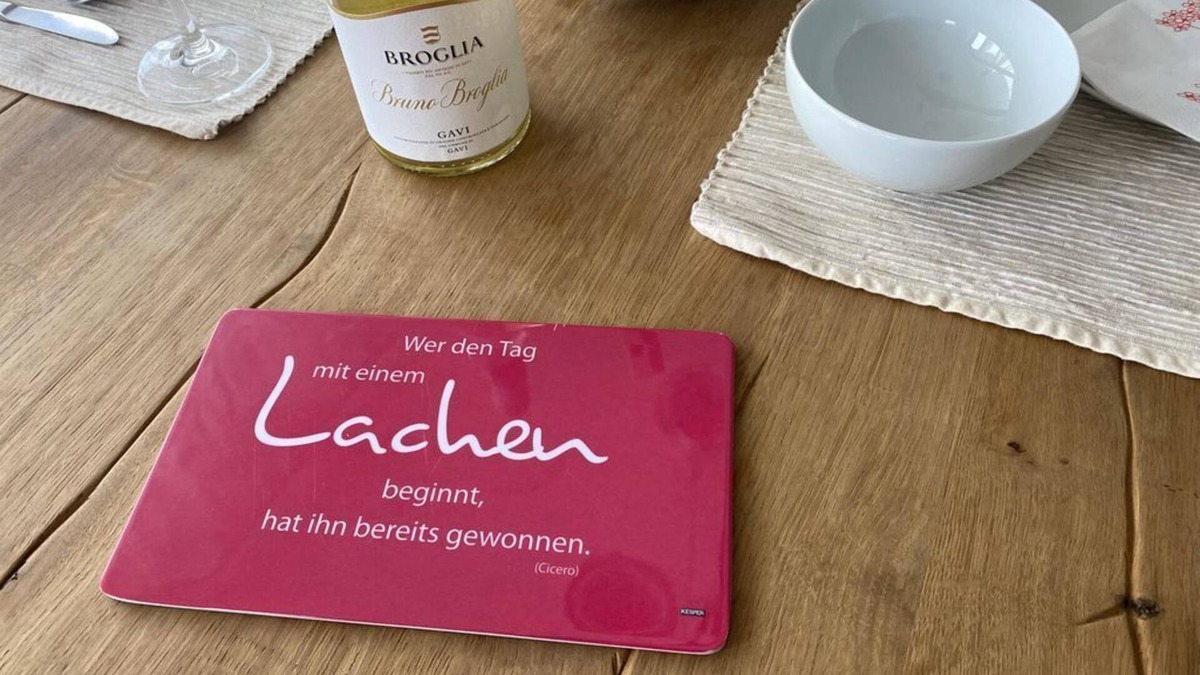 BROGLIA
Bruno Broglia
GAVI
GAVI
Wer den Tag
mit einem
Lachen
beginnt,
hat ihn bereits gewonnen.
(Cicero)
KESPER